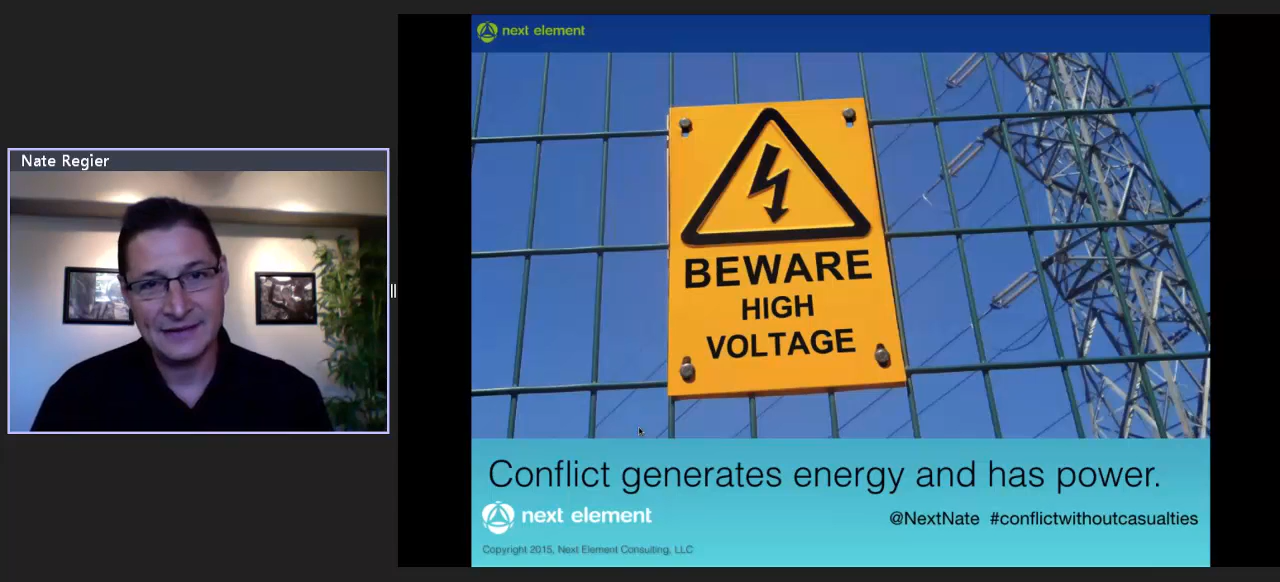 Nate Regier
next element
BEWARE
HIGH
VOLTAGE
Conflict generates energy and has power.
next element
@NextNate #conflictwithoutcasualties
Copyright 2015, Next Element Consulting, LLC